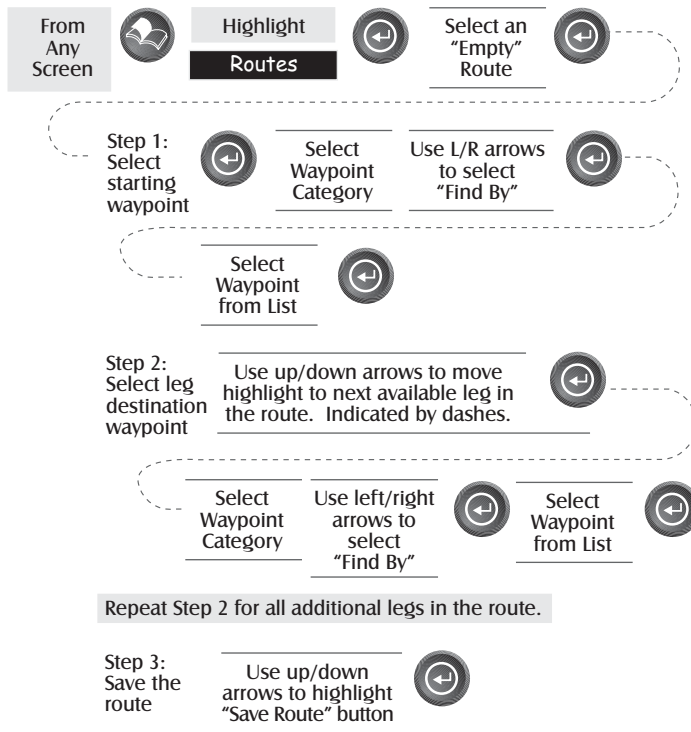 From
Any
Screen
Highlight
Routes
Select an
“Empty”
Route
Step 1:
Select
starting
waypoint
Select
Waypoint
Category
Use L/R arrows
to select
“Find By”
Select
Waypoint
from List
Step 2:
Select leg
destination
waypoint
Use up/down arrows to move
highlight to next available leg in
the route.  Indicated by dashes.
Select
Waypoint
Category
Use left/right
arrows to
select
“Find By”
Select
Waypoint
from List
Repeat Step 2 for all additional legs in the route.
Step 3:
Save the
route
Use up/down
arrows to highlight
“Save Route” button